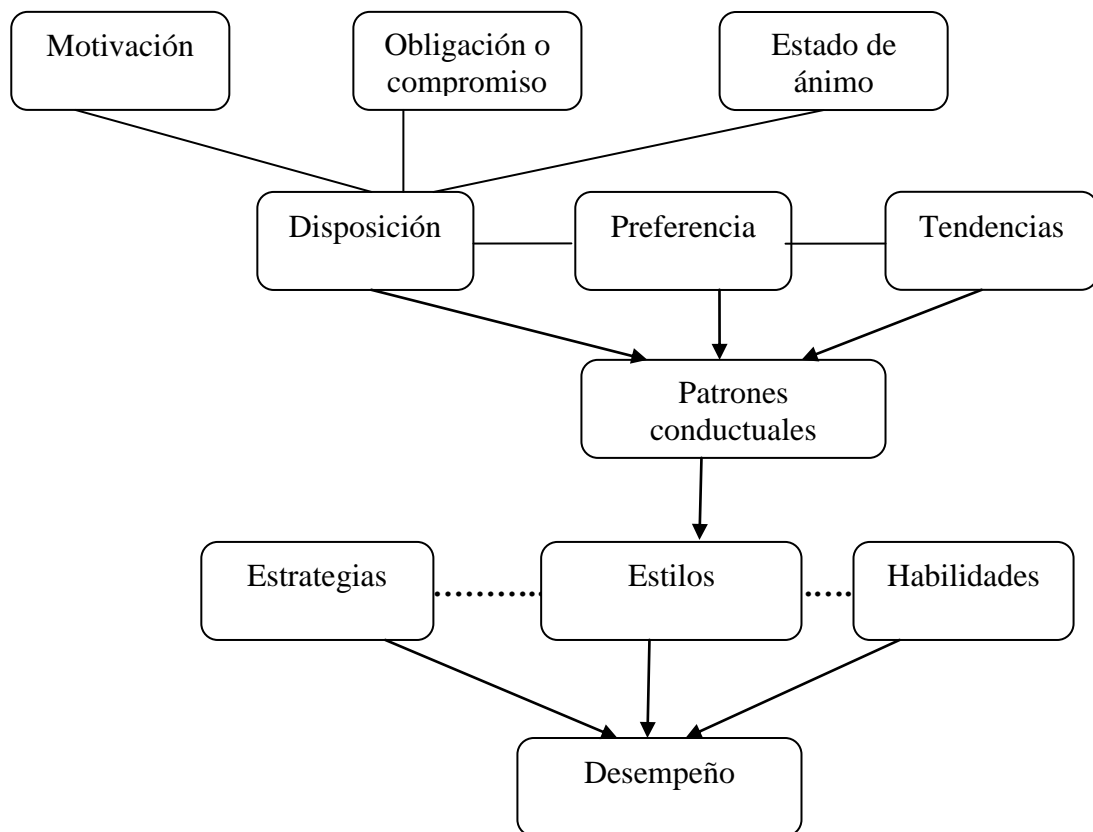 Motivación
Obligación o
compromiso
Estado de
ánimo
Disposición
Preferencia
Tendencias
Patrones
conductuales
Estrategias
Estilos
Habilidades
Desempeño